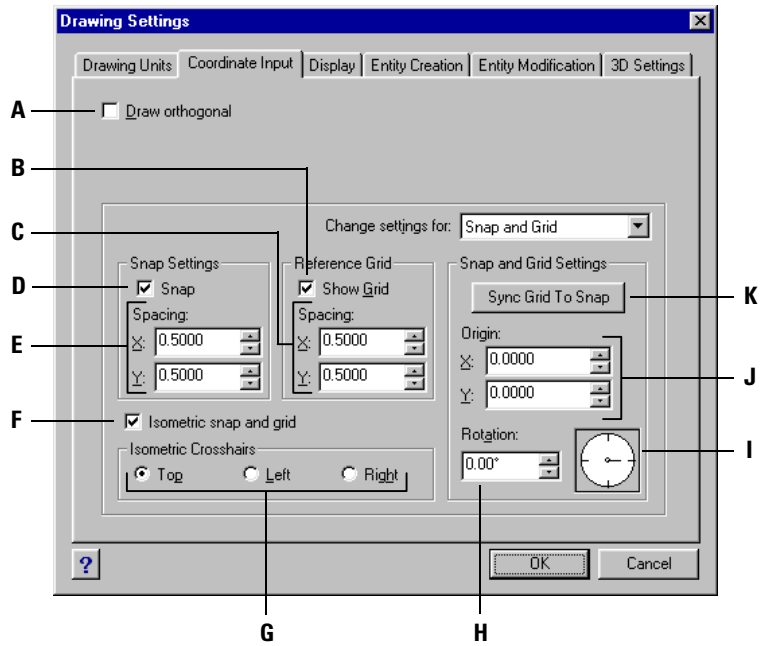 Drawing Settings
Drawing Units Coordinate Input Display Entity Creation Entity Modification 3D Settings
A Draw orthogonal
B
C Change settings for: Snap and Grid
Snap Settings Reference Grid Snap and Grid Settings
D Snap Show Grid Sync Grid To Snap K
Spacing: Spacing: Origin:
E X: 0.5000 X: 0.5000 X: 0.0000 J
Y: 0.5000 Y: 0.5000 Y: 0.0000
F Isometric snap and grid
Isometric Crosshairs Rotation:
Top Left Right 0.00° I
? OK Cancel
G H